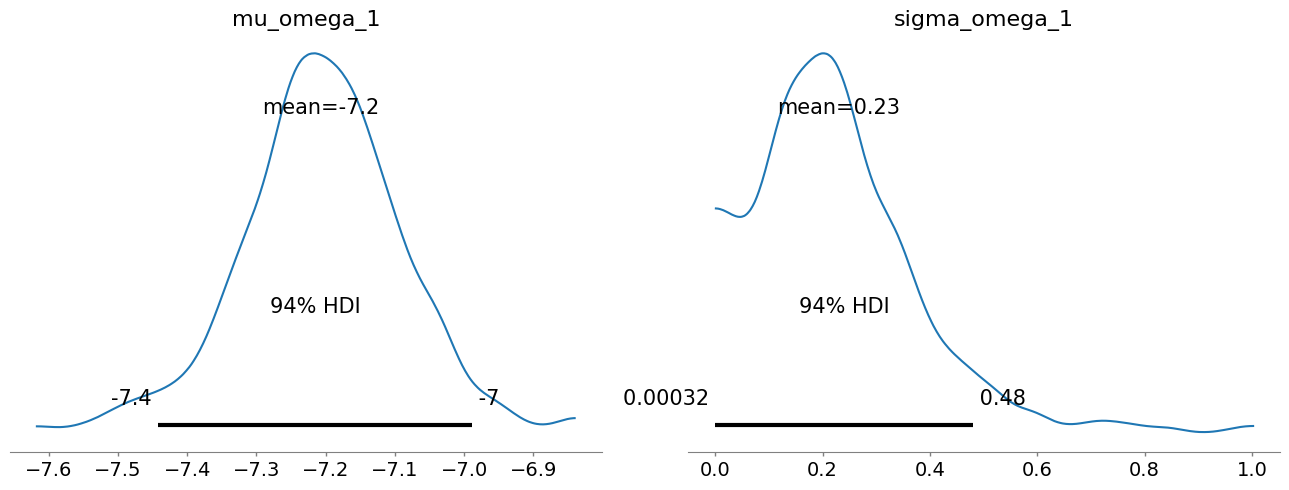 mu_omega_1
mean=-7.2
94% HDI
-7.4
-7
−7.6 −7.5 −7.4 −7.3 −7.2 −7.1 −7.0 −6.9
sigma_omega_1
mean=0.23
94% HDI
0.00032
0.48
0.0 0.2 0.4 0.6 0.8 1.0